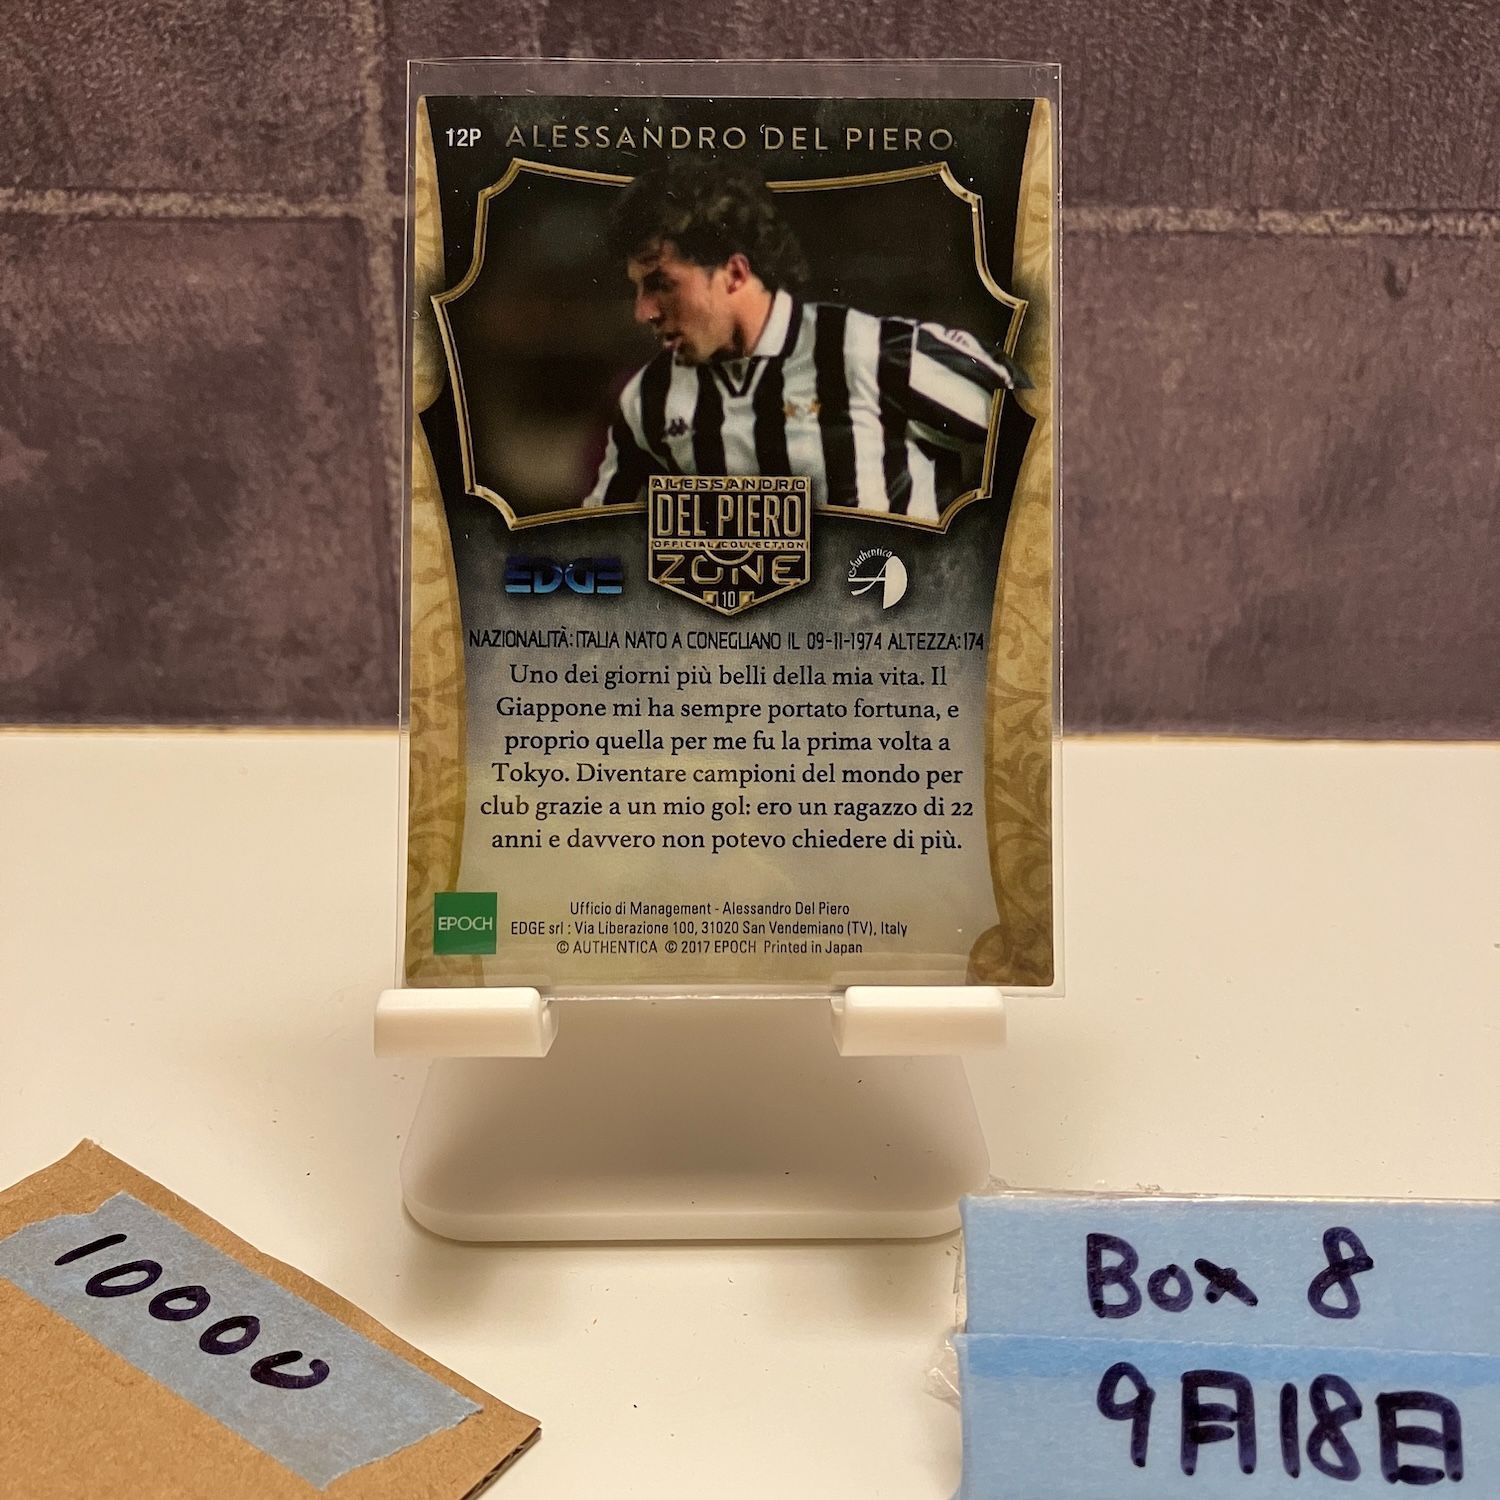 12P ALESSANDRO DEL PIERO
ALESSANDRO
DEL PIERO
OFFICIAL COLLECTION
ZONE
10
EDGE
Authentica
NAZIONALITÀ: ITALIA NATO A CONEGLIANO IL 09-11-1974 ALTEZZA: 174
Uno dei giorni più belli della mia vita. Il
Giappone mi ha sempre portato fortuna, e
proprio quella per me fu la prima volta a
Tokyo. Diventare campioni del mondo per
club grazie a un mio gol: ero un ragazzo di 22
anni e davvero non potevo chiedere di più.
EPOCH
Ufficio di Management - Alessandro Del Piero
EDGE srl : Via Liberazione 100, 31020 San Vendemiano (TV), Italy
© AUTHENTICA © 2017 EPOCH Printed in Japan
10000
Box 8
9月18日